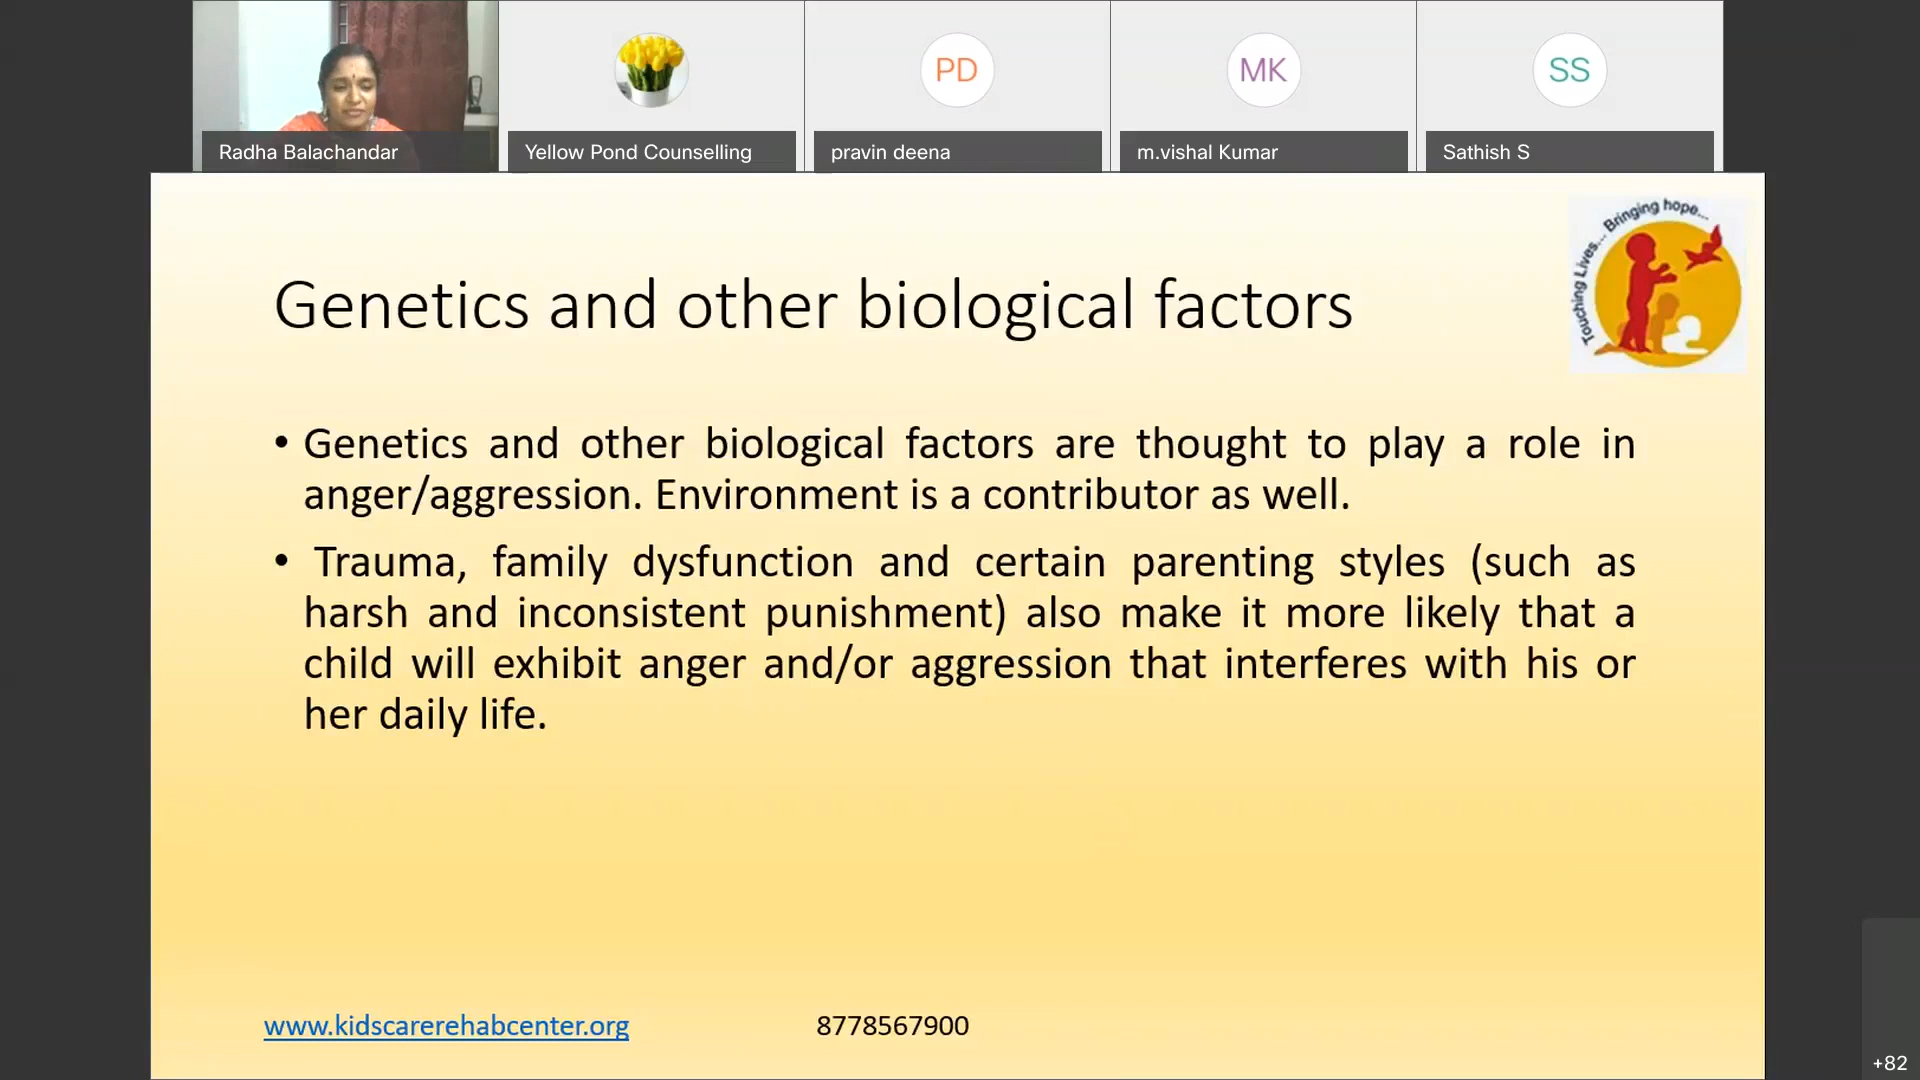 Radha Balachandar
Yellow Pond Counselling
PD
pravin deena
MK
m.vishal Kumar
SS
Sathish S
Touching Lives... Bringing hope...
Genetics and other biological factors
• Genetics and other biological factors are thought to play a role in
anger/aggression. Environment is a contributor as well.
• Trauma, family dysfunction and certain parenting styles (such as
harsh and inconsistent punishment) also make it more likely that a
child will exhibit anger and/or aggression that interferes with his or
her daily life.
www.kidscarerehabcenter.org 8778567900
+82